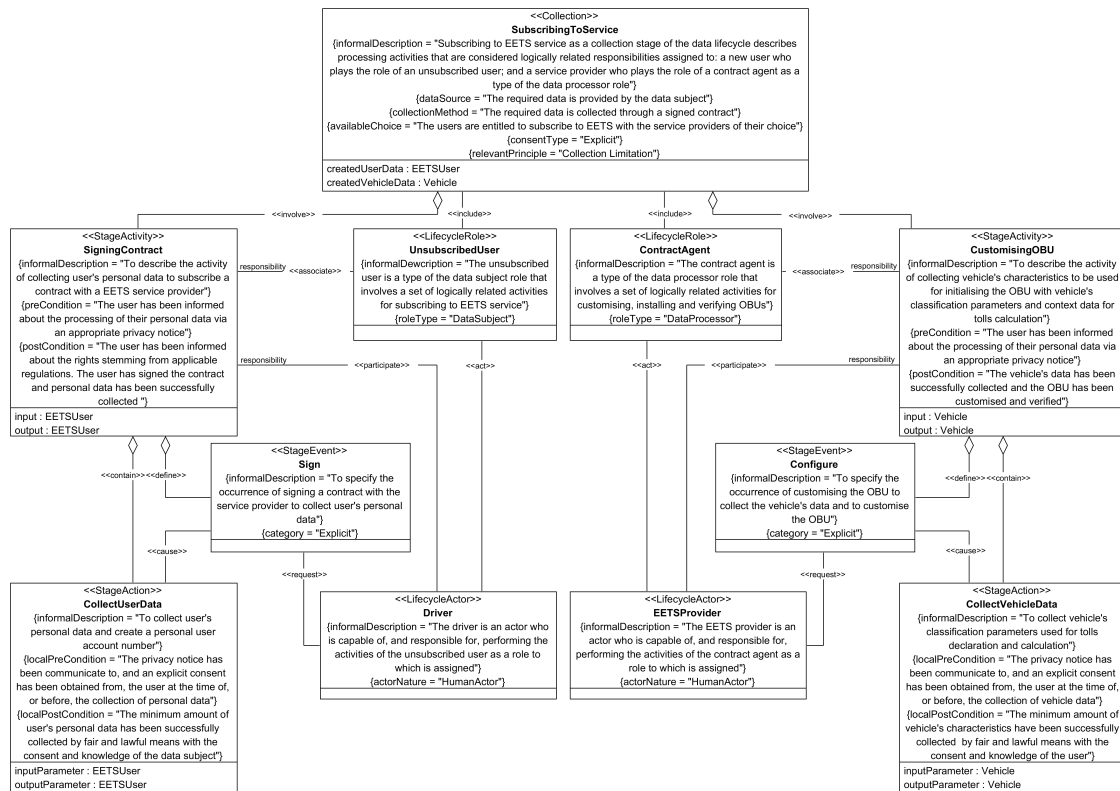 <<Collection>>
SubscribingToService
{informalDescription = "Subscribing to EETS service as a collection stage of the data lifecycle describes
processing activities that are considered logically related responsibilities assigned to: a new user who
plays the role of an unsubscribed user; and a service provider who plays the role of a contract agent as a
type of the data processor role"}
{dataSource = "The required data is provided by the data subject"}
{collectionMethod = "The required data is collected through a signed contract"}
{availableChoice = "The users are entitled to subscribe to EETS with the service providers of their choice"}
{consentType = "Explicit"}
{relevantPrinciple = "Collection Limitation"}
createdUserData : EETSUser
createdVehicleData : Vehicle
<<involve>>
<<include>>
<<include>>
<<involve>>
<<StageActivity>>
SigningContract
{informalDescription = "To describe the activity
of collecting user's personal data to subscribe a
contract with a EETS service provider"}
{preCondition = "The user has been informed
about the processing of their personal data via
an appropriate privacy notice"}
{postCondition = "The user has been informed
about the rights stemming from applicable
regulations. The user has signed the contract
and personal data has been successfully
collected "}
input : EETSUser
output : EETSUser
responsibility
<<associate>>
<<LifecycleRole>>
UnsubscribedUser
{informalDewcription = "The unsubscribed
user is a type of the data subject role that
involves a set of logically related activities
for subscribing to EETS service"}
{roleType = "DataSubject"}
<<LifecycleRole>>
ContractAgent
{informalDescription = "The contract agent is
a type of the data processor role that
involves a set of logically related activities for
customising, installing and verifying OBUs"}
{roleType = "DataProcessor"}
<<associate>>
responsibility
<<StageActivity>>
CustomisingOBU
{informalDescription = "To describe the activity
of collecting vehicle's characteristics to be used
for initialising the OBU with vehicle's
classification parameters and context data for
tolls calculation"}
{preCondition = "The user has been informed
about the processing of their personal data via
an appropriate privacy notice"}
{postCondition = "The vehicle's data has been
successfully collected and the OBU has been
customised and verified"}
input : Vehicle
output : Vehicle
responsibility
<<participate>>
<<act>>
<<act>>
<<participate>>
responsibility
<<contain>>
<<define>>
<<StageEvent>>
Sign
{informalDescription = "To specify the
occurrence of signing a contract with the
service provider to collect user's personal
data"}
{category = "Explicit"}
<<StageEvent>>
Configure
{informalDescription = "To specify the
occurrence of customising the OBU to
collect the vehicle's data and to customise
the OBU"}
{category = "Explicit"}
<<define>>
<<contain>>
<<cause>>
<<request>>
<<request>>
<<cause>>
<<StageAction>>
CollectUserData
{informalDescription = "To collect user's
personal data and create a personal user
account number"}
{localPreCondition = "The privacy notice has
been communicate to, and an explicit consent
has been obtained from, the user at the time of,
or before, the collection of personal data"}
{localPostCondition = "The minimum amount of
user's personal data has been successfully
collected by fair and lawful means with the
consent and knowledge of the data subject"}
inputParameter : EETSUser
outputParameter : EETSUser
<<LifecycleActor>>
Driver
{informalDescription = "The driver is an actor who
is capable of, and responsible for, performing the
activities of the unsubscribed user as a role to
which is assigned"}
{actorNature = "HumanActor"}
<<LifecycleActor>>
EETSProvider
{informalDescription = "The EETS provider is an
actor who is capable of, and responsible for,
performing the activities of the contract agent as a
role to which is assigned"}
{actorNature = "HumanActor"}
<<StageAction>>
CollectVehicleData
{informalDescription = "To collect vehicle's
classification parameters used for tolls
declaration and calculation"}
{localPreCondition = "The privacy notice has
been communicate to, and an explicit consent
has been obtained from, the user at the time of,
or before, the collection of vehicle data"}
{localPostCondition = "The minimum amount of
vehicle's characteristics have been successfully
collected by fair and lawful means with the
consent and knowledge of the user"}
inputParameter : Vehicle
outputParameter : Vehicle